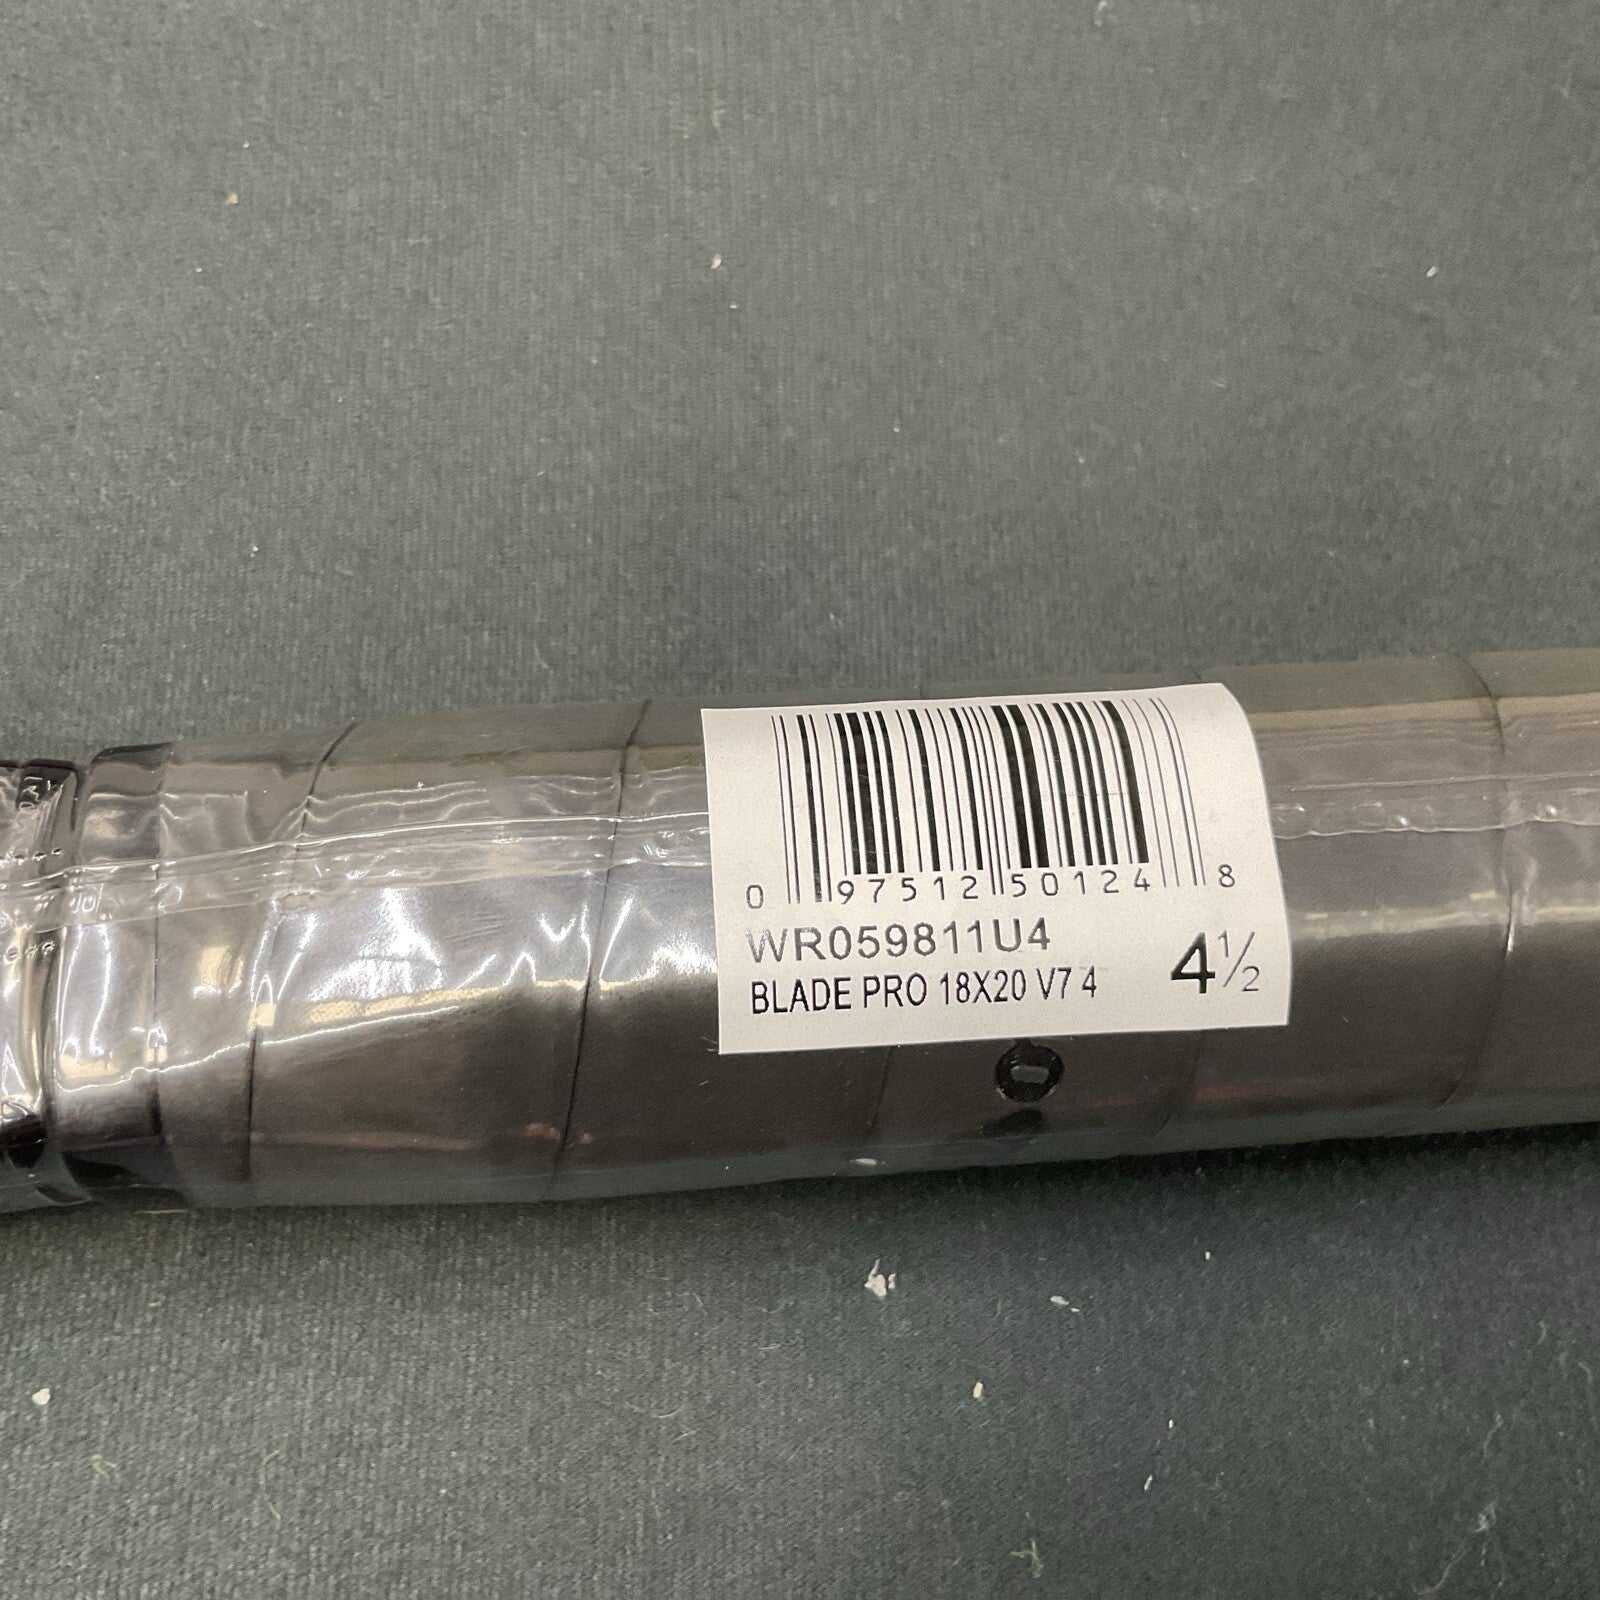 0 97512 50124 8
WR059811U4
BLADE PRO 18X20 V7 4
4½